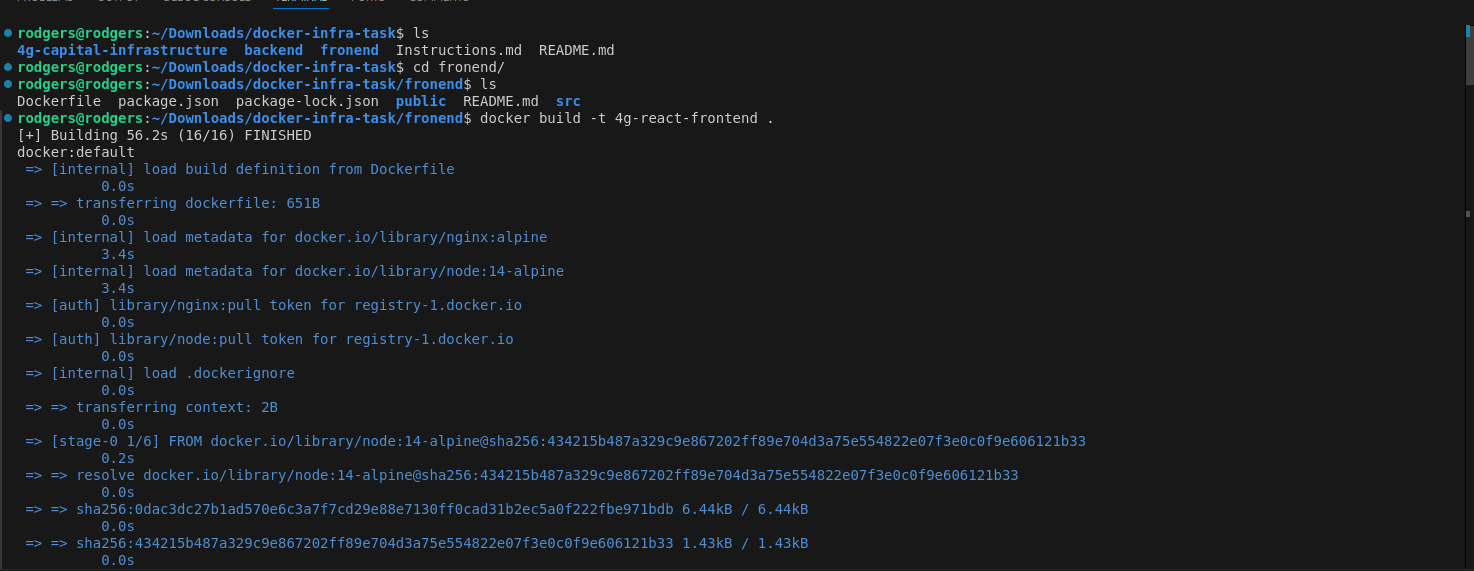 rodgers@rodgers:~/Downloads/docker-infra-task$ ls
4g-capital-infrastructure  backend  fronend  Instructions.md  README.md
rodgers@rodgers:~/Downloads/docker-infra-task$ cd fronend/
rodgers@rodgers:~/Downloads/docker-infra-task/fronend$ ls
Dockerfile  package.json  package-lock.json  public  README.md  src
rodgers@rodgers:~/Downloads/docker-infra-task/fronend$ docker build -t 4g-react-frontend .
[+] Building 56.2s (16/16) FINISHED
docker:default
=> [internal] load build definition from Dockerfile
0.0s
=> => transferring dockerfile: 651B
0.0s
=> [internal] load metadata for docker.io/library/nginx:alpine
3.4s
=> [internal] load metadata for docker.io/library/node:14-alpine
3.4s
=> [auth] library/nginx:pull token for registry-1.docker.io
0.0s
=> [auth] library/node:pull token for registry-1.docker.io
0.0s
=> [internal] load .dockerignore
0.0s
=> => transferring context: 2B
0.0s
=> [stage-0 1/6] FROM docker.io/library/node:14-alpine@sha256:434215b487a329c9e867202ff89e704d3a75e554822e07f3e0c0f9e606121b33
0.2s
=> => resolve docker.io/library/node:14-alpine@sha256:434215b487a329c9e867202ff89e704d3a75e554822e07f3e0c0f9e606121b33
0.0s
=> => sha256:0dac3dc27b1ad570e6c3a7f7cd29e88e7130ff0cad31b2ec5a0f222fbe971bdb 6.44kB / 6.44kB
0.0s
=> => sha256:434215b487a329c9e867202ff89e704d3a75e554822e07f3e0c0f9e606121b33 1.43kB / 1.43kB
0.0s